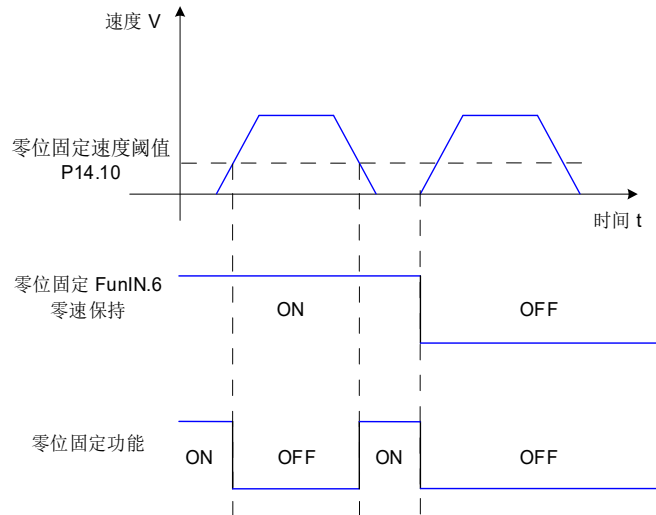 速度 V
零位固定速度阈值
P14.10
时间 t
零位固定 FunIN.6
零速保持
ON
OFF
零位固定功能
ON
OFF
ON
OFF